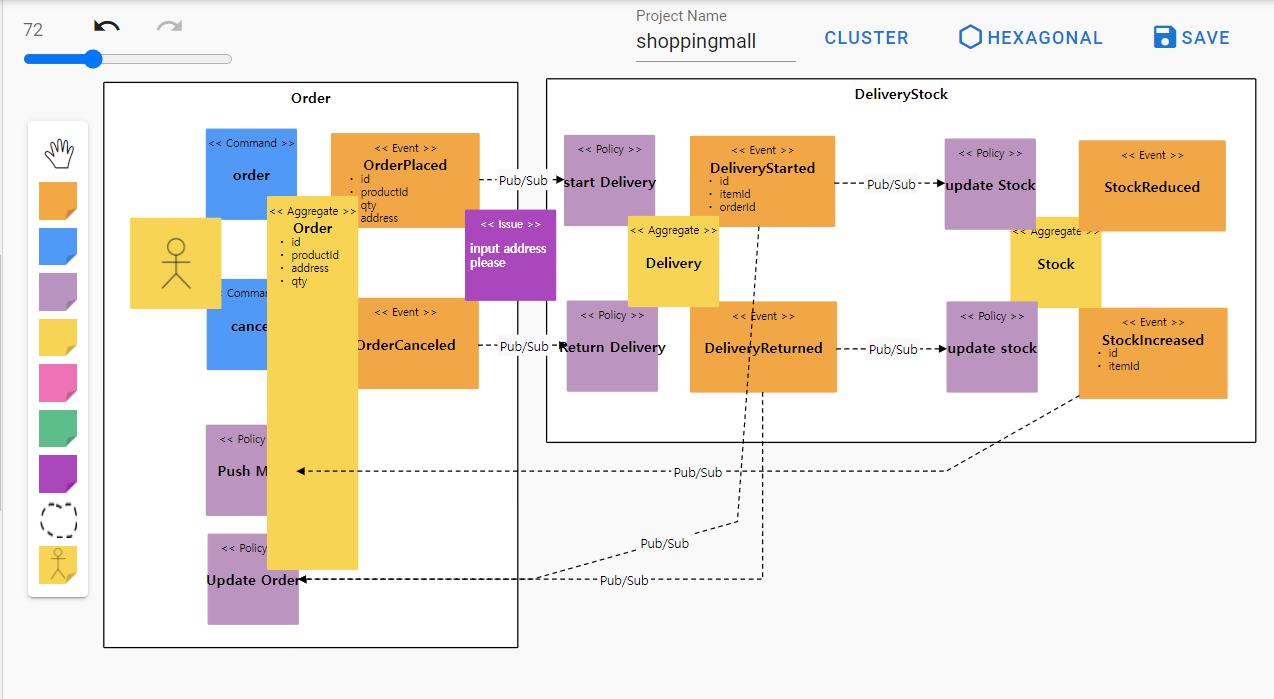 72
Project Name
shoppingmall
CLUSTER
HEXAGONAL
SAVE
Order
<< Command >>
order
<< Event >>
OrderPlaced
id
productId
qty
address
Pub/Sub
<< Aggregate >>
Order
id
productId
address
qty
<< Issue >>
input address
please
<< Event >>
OrderCanceled
Pub/Sub
<< Policy
<< Policy
Update Order
DeliveryStock
<< Policy >>
start Delivery
<< Event >>
DeliveryStarted
id
itemId
orderId
Pub/Sub
<< Policy >>
update Stock
<< Event >>
StockReduced
<< Aggregate >>
Delivery
<< Aggregate >>
Stock
<< Policy >>
Return Delivery
<< Event >>
DeliveryReturned
Pub/Sub
<< Policy >>
update stock
<< Event >>
StockIncreased
id
itemId
Push M
Pub/Sub
Pub/Sub
Pub/Sub